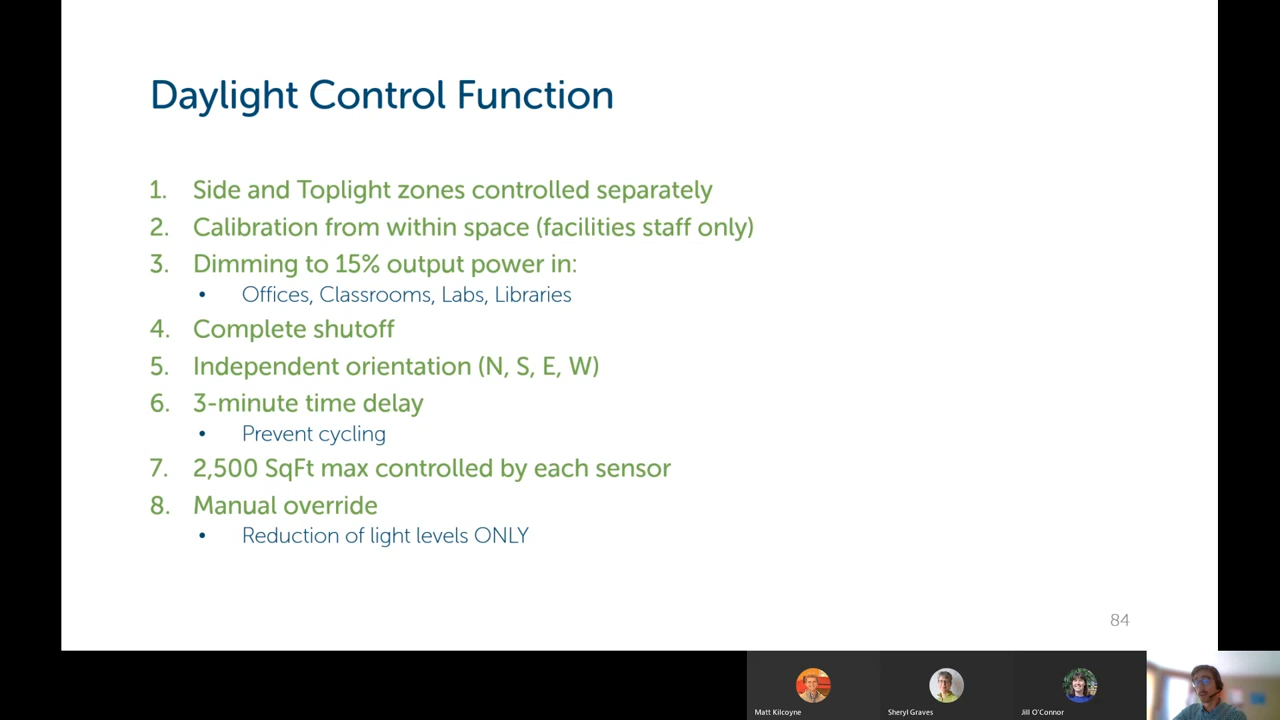 Daylight Control Function
1. Side and Toplight zones controlled separately
2. Calibration from within space (facilities staff only)
3. Dimming to 15% output power in:
• Offices, Classrooms, Labs, Libraries
4. Complete shutoff
5. Independent orientation (N, S, E, W)
6. 3-minute time delay
• Prevent cycling
7. 2,500 SqFt max controlled by each sensor
8. Manual override
• Reduction of light levels ONLY
84
Matt Kilcoyne
Sheryl Graves
Jill O'Connor